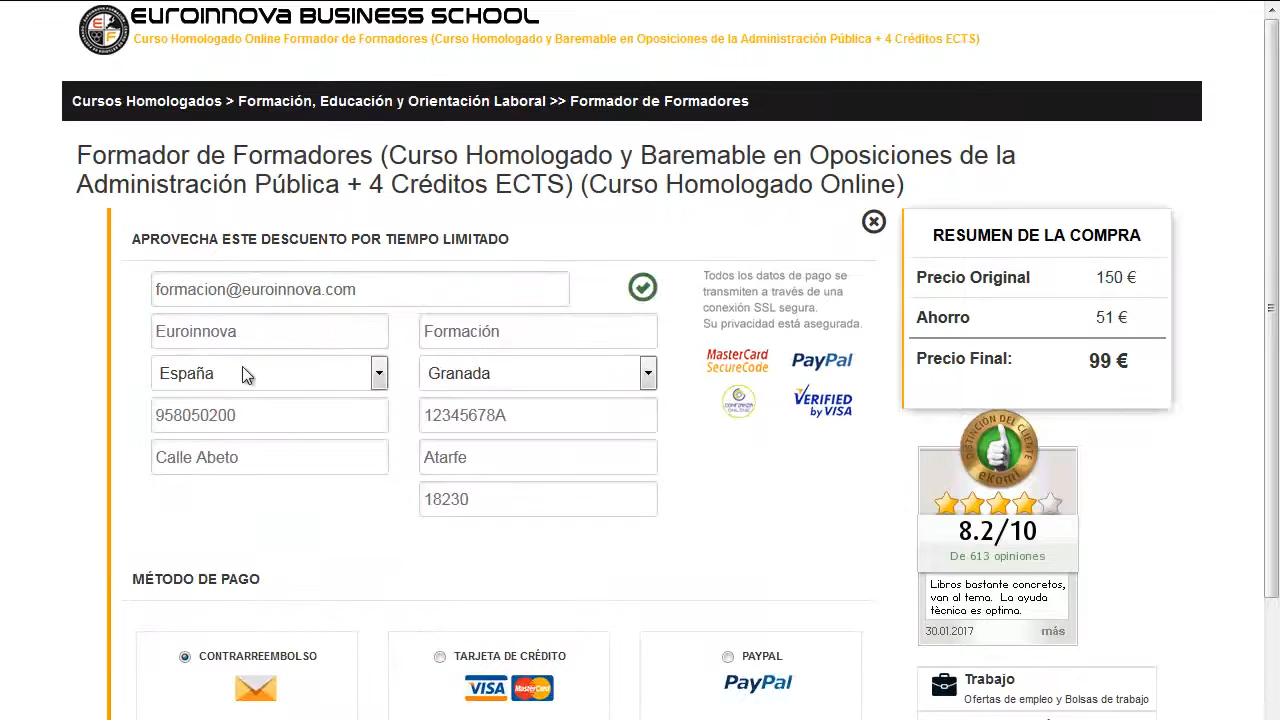 EUROINNOVA BUSINESS SCHOOL
Curso Homologado Online Formador de Formadores (Curso Homologado y Baremable en Oposiciones de la Administración Pública + 4 Créditos ECTS)
Cursos Homologados > Formación, Educación y Orientación Laboral >> Formador de Formadores
Formador de Formadores (Curso Homologado y Baremable en Oposiciones de la
Administración Pública + 4 Créditos ECTS) (Curso Homologado Online)
APROVECHA ESTE DESCUENTO POR TIEMPO LIMITADO
formacion@euroinnova.com
Euroinnova
Formación
España
Granada
958050200
12345678A
Calle Abeto
Atarfe
18230
Todos los datos de pago se
transmiten a través de una
conexión SSL segura.
Su privacidad está asegurada.
MasterCard
SecureCode
PayPal
CONFIANZA
ONLINE
VERIFIED
by VISA
RESUMEN DE LA COMPRA
Precio Original 150 €
Ahorro 51 €
Precio Final: 99 €
DISTINCIÓN DEL CLIENTE
eKomi
8.2/10
De 613 opiniones
Libros bastante concretos,
van al tema. La ayuda
tècnica es optima.
30.01.2017 más
Trabajo
Ofertas de empleo y Bolsas de trabajo
MÉTODO DE PAGO
CONTRARREEMBOLSO
TARJETA DE CRÉDITO
VISA MasterCard
PAYPAL
PayPal